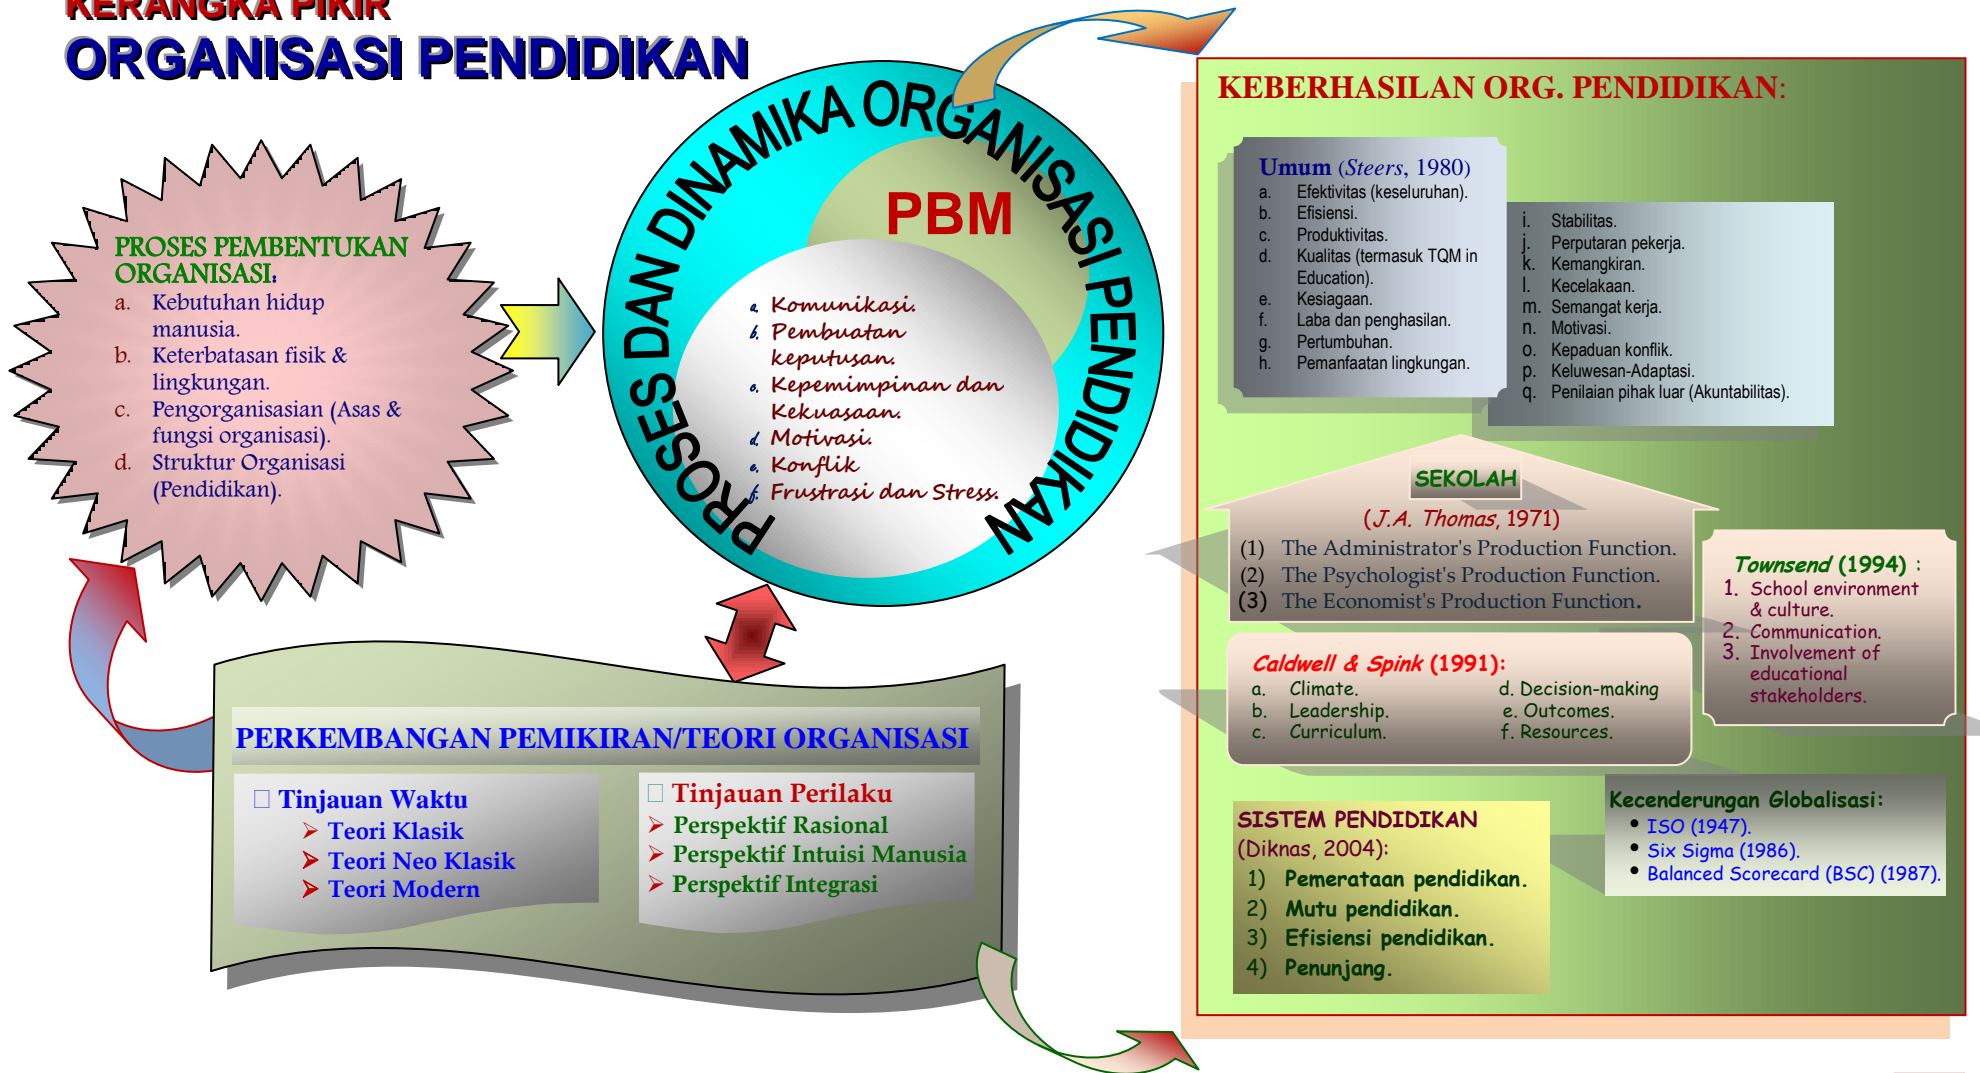 KERANGKA PIKIR
ORGANISASI PENDIDIKAN
PROSES PEMBENTUKAN
ORGANISASI:
a. Kebutuhan hidup
manusia.
b. Keterbatasan fisik &
lingkungan.
c. Pengorganisasian (Asas &
fungsi organisasi).
d. Struktur Organisasi
(Pendidikan).
PROSES DAN DINAMIKA ORGANISASI PENDIDIKAN
PBM
a. Komunikasi.
b. Pembuatan
keputusan.
c. Kepemimpinan dan
Kekuasaan.
d. Motivasi.
e. Konflik
f. Frustrasi dan Stress.
PERKEMBANGAN PEMIKIRAN/TEORI ORGANISASI
Tinjauan Waktu
➢ Teori Klasik
➢ Teori Neo Klasik
➢ Teori Modern
Tinjauan Perilaku
➢ Perspektif Rasional
➢ Perspektif Intuisi Manusia
➢ Perspektif Integrasi
KEBERHASILAN ORG. PENDIDIKAN:
Umum (Steers, 1980)
a. Efektivitas (keseluruhan).
b. Efisiensi.
c. Produktivitas.
d. Kualitas (termasuk TQM in
Education).
e. Kesiagaan.
f. Laba dan penghasilan.
g. Pertumbuhan.
h. Pemanfaatan lingkungan.
i. Stabilitas.
j. Perputaran pekerja.
k. Kemangkiran.
l. Kecelakaan.
m. Semangat kerja.
n. Motivasi.
o. Kepaduan konflik.
p. Keluwesan-Adaptasi.
q. Penilaian pihak luar (Akuntabilitas).
SEKOLAH
(J.A. Thomas, 1971)
(1) The Administrator's Production Function.
(2) The Psychologist's Production Function.
(3) The Economist's Production Function.
Townsend (1994) :
1. School environment
& culture.
2. Communication.
3. Involvement of
educational
stakeholders.
Caldwell & Spink (1991):
a. Climate.
b. Leadership.
c. Curriculum.
d. Decision-making
e. Outcomes.
f. Resources.
SISTEM PENDIDIKAN
(Diknas, 2004):
1) Pemerataan pendidikan.
2) Mutu pendidikan.
3) Efisiensi pendidikan.
4) Penunjang.
Kecenderungan Globalisasi:
• ISO (1947).
• Six Sigma (1986).
• Balanced Scorecard (BSC) (1987).